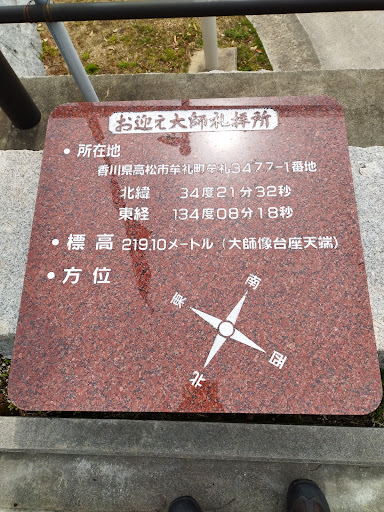 お迎え大師礼拝所
• 所在地
香川県高松市牟礼町牟礼3477-1番地
北緯 34度21分32秒
東経 134度08分18秒
• 標高 219.10メートル（大師像台座天端）
• 方位
南
東
西
北